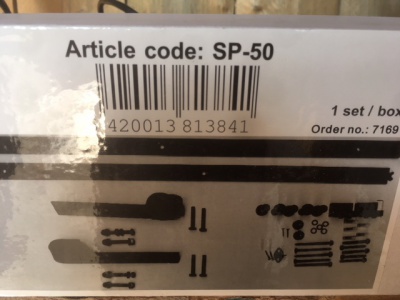 Article code: SP-50
420013 813841
1 set / box
Order no.: 7169